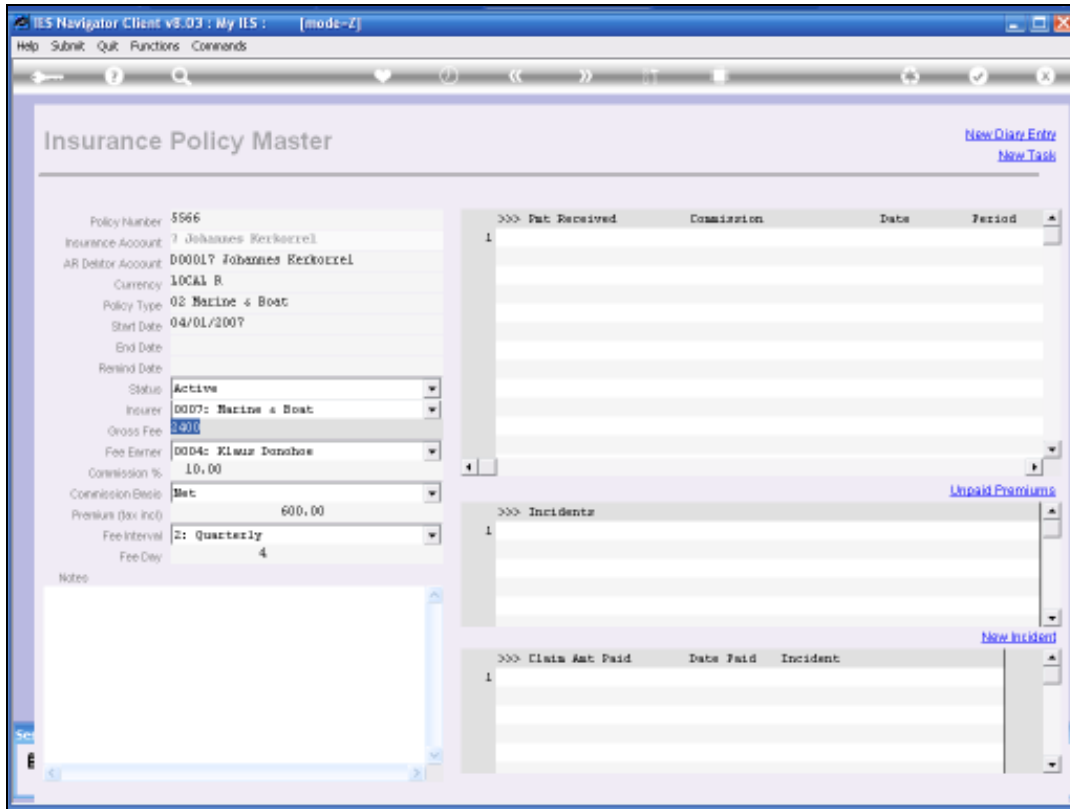 IES Navigator Client v8.03 : My IES : [mode=Z]
Help Submit Quit Functions Commands
Insurance Policy Master
New Diary Entry
New Task
Policy Number 5566
Insurance Account 7 Johannes Kerkorrel
AR Debtor Account D00017 Johannes Kerkorrel
Currency LOCAL R
Policy Type 02 Marine & Boat
Start Date 04/01/2007
End Date
Remind Date
Status Active
Insurer 0007: Marine & Boat
Gross Fee 2400
Fee Earner 0004: Klaus Donohoe
Commission % 10.00
Commission Basis Net
Premium (tax incl) 600.00
Fee Interval 2: Quarterly
Fee Day 4
Notes
>>> Pmt Received Commission Date Period
1
Unpaid Premiums
>>> Incidents
1
New Incident
>>> Claim Amt Paid Date Paid Incident
1